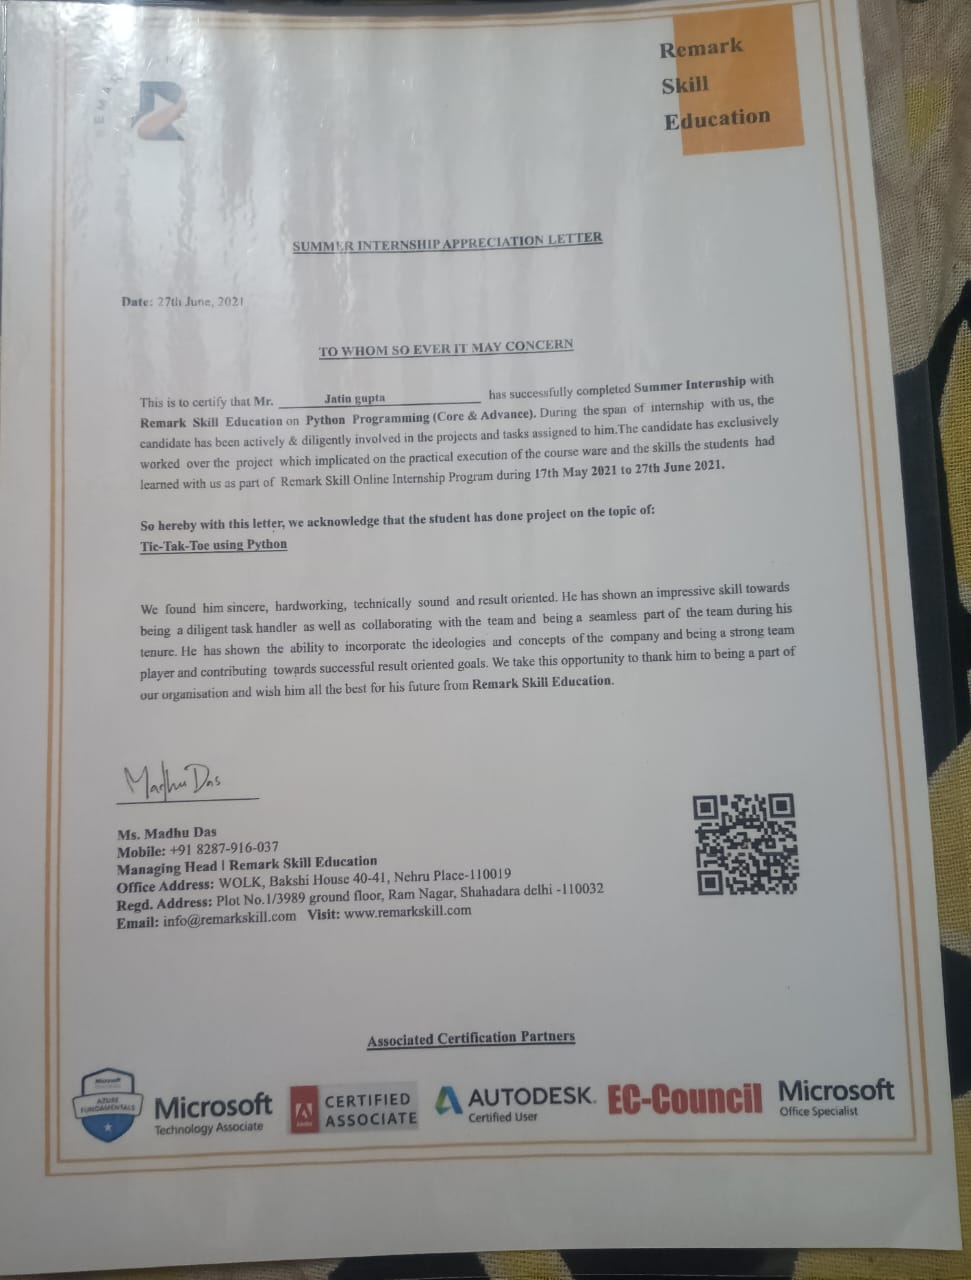 REMARK
Remark
Skill
Education
SUMMER INTERNSHIP APPRECIATION LETTER
Date: 27th June, 2021
TO WHOM SO EVER IT MAY CONCERN
This is to certify that Mr. Jatin gupta has successfully completed Summer Internship with
Remark Skill Education on Python Programming (Core & Advance). During the span of internship with us, the
candidate has been actively & diligently involved in the projects and tasks assigned to him.The candidate has exclusively
worked over the project which implicated on the practical execution of the course ware and the skills the students had
learned with us as part of Remark Skill Online Internship Program during 17th May 2021 to 27th June 2021.
So hereby with this letter, we acknowledge that the student has done project on the topic of:
Tic-Tak-Toe using Python
We found him sincere, hardworking, technically sound and result oriented. He has shown an impressive skill towards
being a diligent task handler as well as collaborating with the team and being a seamless part of the team during his
tenure. He has shown the ability to incorporate the ideologies and concepts of the company and being a strong team
player and contributing towards successful result oriented goals. We take this opportunity to thank him to being a part of
our organisation and wish him all the best for his future from Remark Skill Education.
Madhu Das
Ms. Madhu Das
Mobile: +91 8287-916-037
Managing Head | Remark Skill Education
Office Address: WOLK, Bakshi House 40-41, Nehru Place-110019
Regd. Address: Plot No.1/3989 ground floor, Ram Nagar, Shahadara delhi -110032
Email: info@remarkskill.com Visit: www.remarkskill.com
Associated Certification Partners
Microroft
AZURE
FUNDAMENTALS
Microsoft
Technology Associate
Adobe
CERTIFIED
ASSOCIATE
AUTODESK.
Certified User
EC-Council
Microsoft
Office Specialist